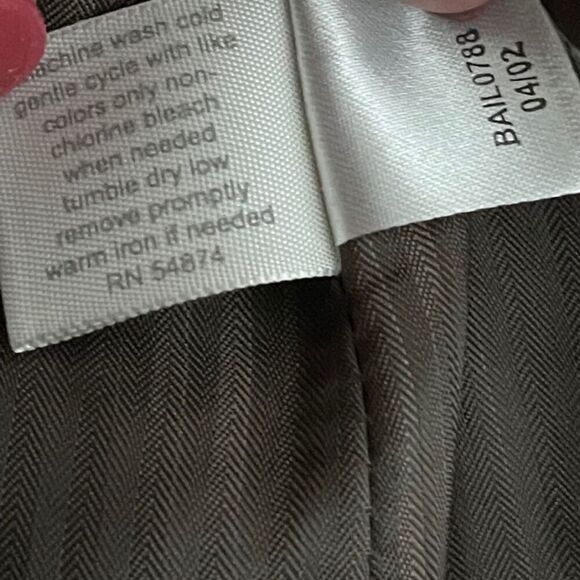 machine wash cold
gentle cycle with like
colors only non-
chlorine bleach
when needed
tumble dry low
remove promptly
warm iron if needed
RN 54874
BAIL0788
04/02